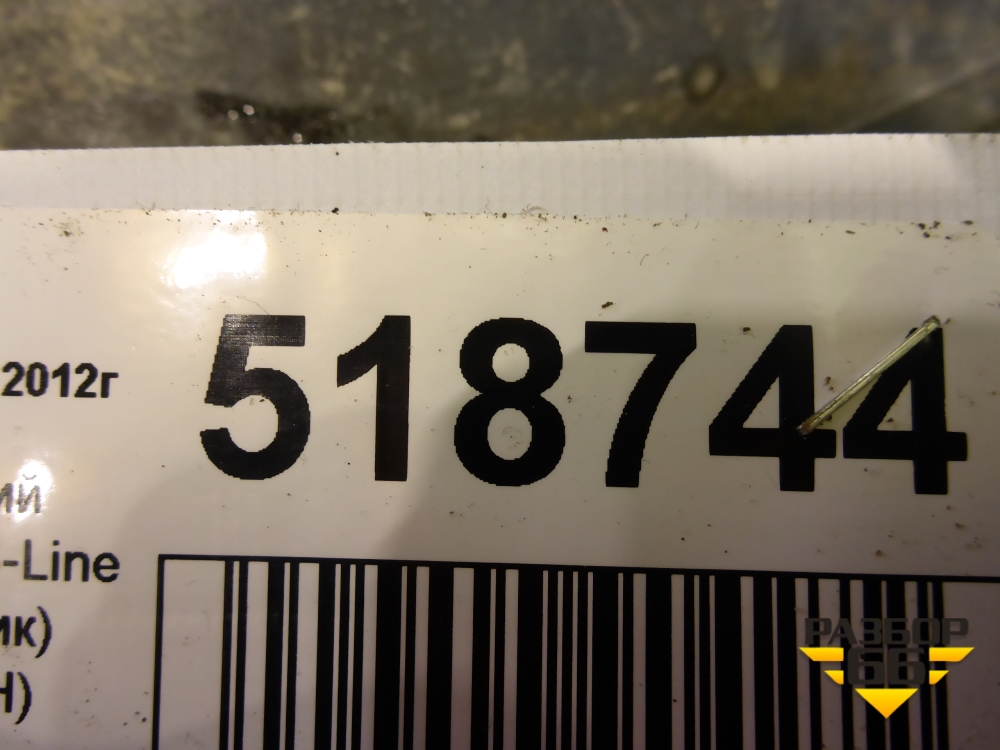 518744
2012г
ий
-Line
ик)
Н)
РАЗБОР
66